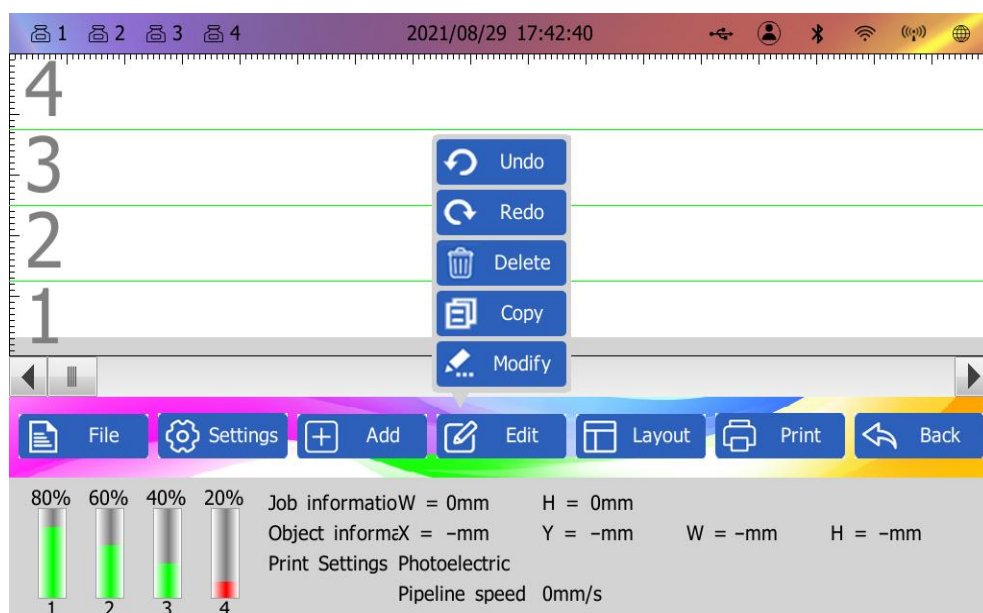 1 2 3 4 2021/08/29 17:42:40
4
3
2
1
Undo
Redo
Delete
Copy
Modify
File Settings Add Edit Layout Print Back
80% 60% 40% 20%
1 2 3 4
Job informatioW = 0mm H = 0mm
Object informaX = -mm Y = -mm W = -mm H = -mm
Print Settings Photoelectric
Pipeline speed 0mm/s